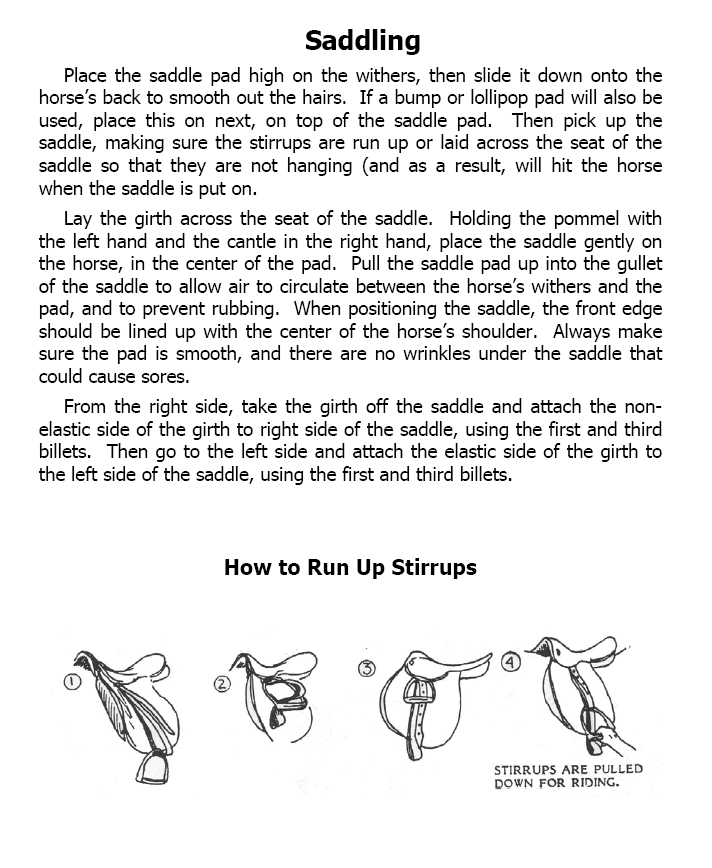 Saddling
Place the saddle pad high on the withers, then slide it down onto the
horse's back to smooth out the hairs. If a bump or lollipop pad will also be
used, place this on next, on top of the saddle pad. Then pick up the
saddle, making sure the stirrups are run up or laid across the seat of the
saddle so that they are not hanging (and as a result, will hit the horse
when the saddle is put on.
Lay the girth across the seat of the saddle. Holding the pommel with
the left hand and the cantle in the right hand, place the saddle gently on
the horse, in the center of the pad. Pull the saddle pad up into the gullet
of the saddle to allow air to circulate between the horse's withers and the
pad, and to prevent rubbing. When positioning the saddle, the front edge
should be lined up with the center of the horse's shoulder. Always make
sure the pad is smooth, and there are no wrinkles under the saddle that
could cause sores.
From the right side, take the girth off the saddle and attach the non-
elastic side of the girth to right side of the saddle, using the first and third
billets. Then go to the left side and attach the elastic side of the girth to
the left side of the saddle, using the first and third billets.
How to Run Up Stirrups
1
2
3
4
STIRRUPS ARE PULLED
DOWN FOR RIDING.